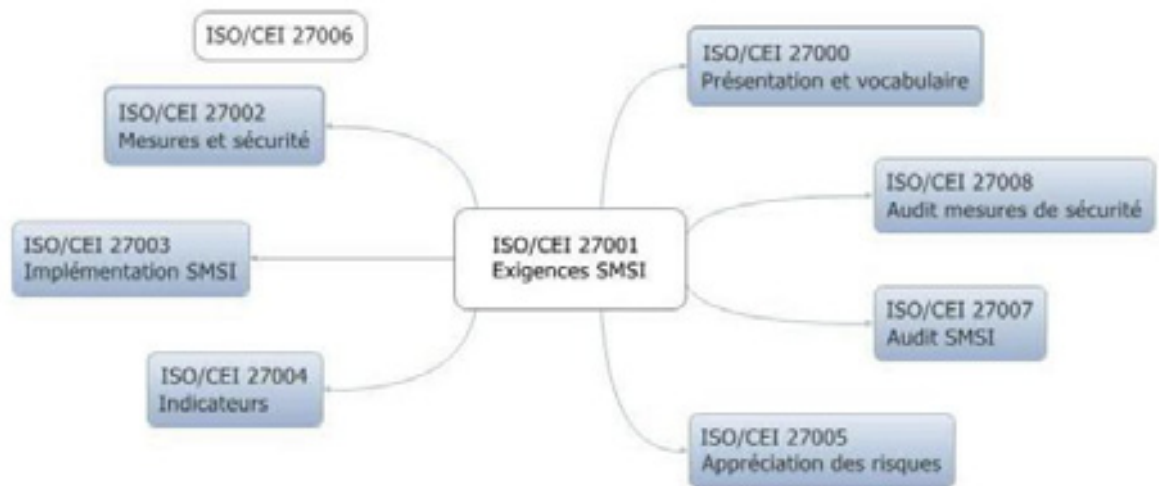 ISO/CEI 27006
ISO/CEI 27000
Présentation et vocabulaire
ISO/CEI 27002
Mesures et sécurité
ISO/CEI 27008
Audit mesures de sécurité
ISO/CEI 27003
Implémentation SMSI
ISO/CEI 27001
Exigences SMSI
ISO/CEI 27007
Audit SMSI
ISO/CEI 27004
Indicateurs
ISO/CEI 27005
Appréciation des risques